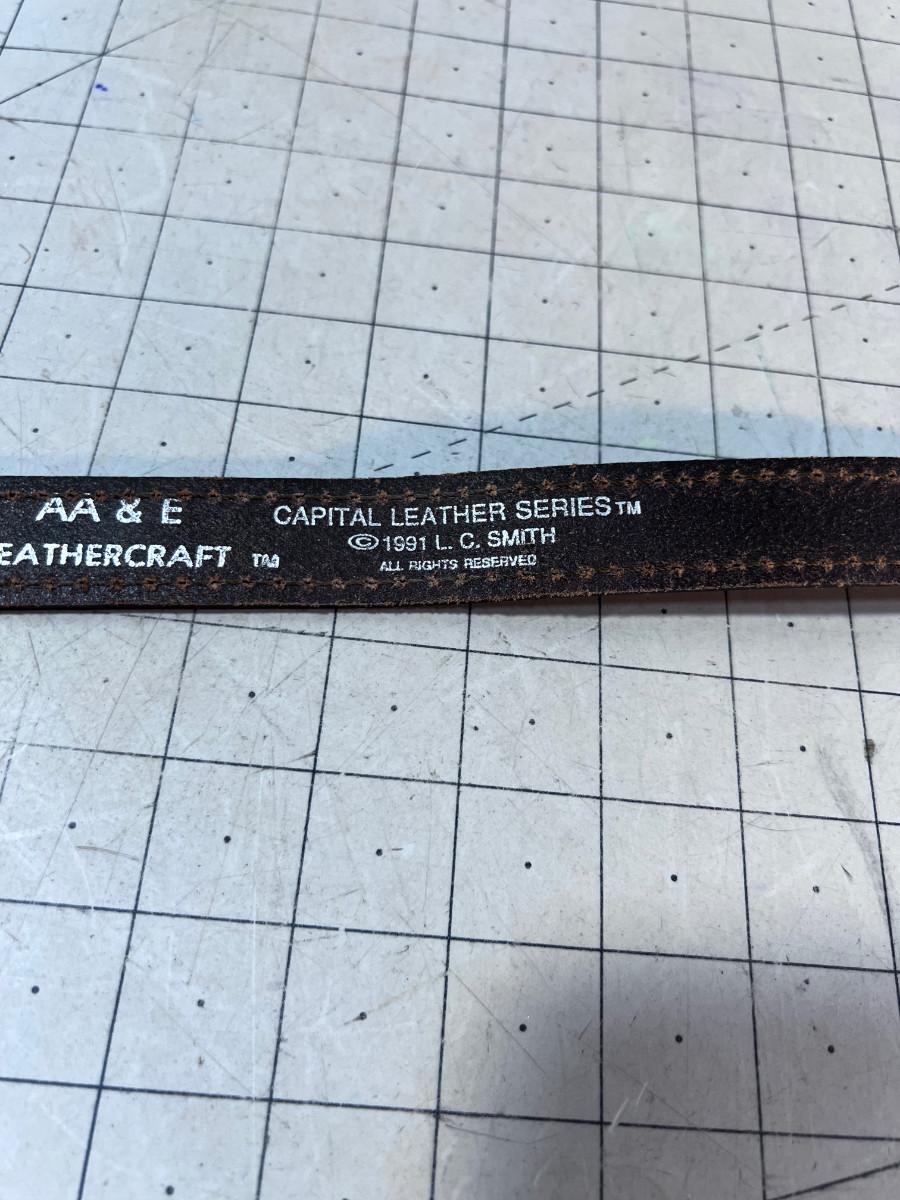 AA & E
EATHERCRAFT ™
CAPITAL LEATHER SERIES™
©1991 L. C. SMITH
ALL RIGHTS RESERVED